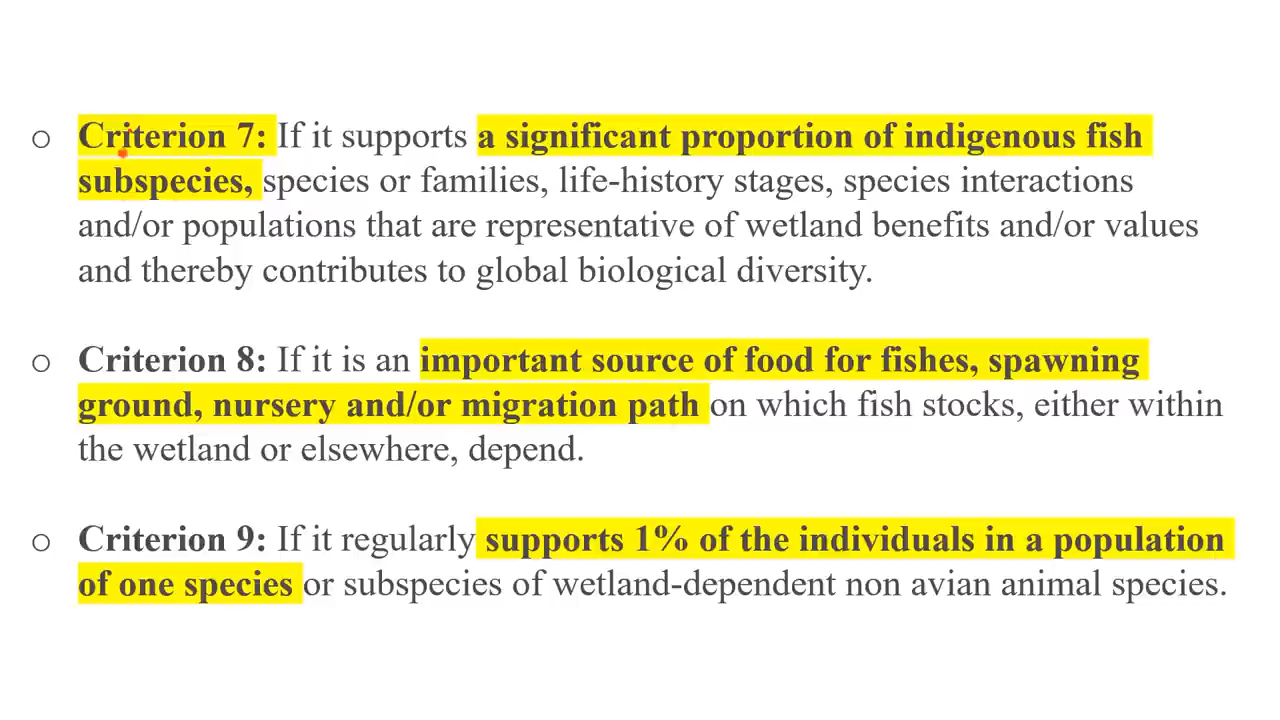 ○ Criterion 7: If it supports a significant proportion of indigenous fish
subspecies, species or families, life-history stages, species interactions
and/or populations that are representative of wetland benefits and/or values
and thereby contributes to global biological diversity.
○ Criterion 8: If it is an important source of food for fishes, spawning
ground, nursery and/or migration path on which fish stocks, either within
the wetland or elsewhere, depend.
○ Criterion 9: If it regularly supports 1% of the individuals in a population
of one species or subspecies of wetland-dependent non avian animal species.